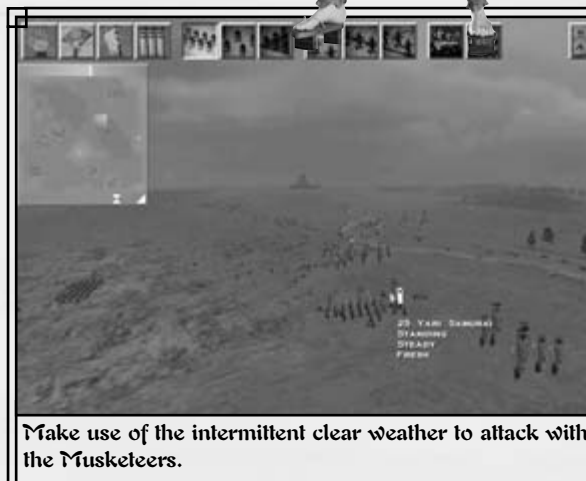 25 YARI SAMURAI
STANDING
STEADY
FRESH
Make use of the intermittent clear weather to attack with
the Musketeers.